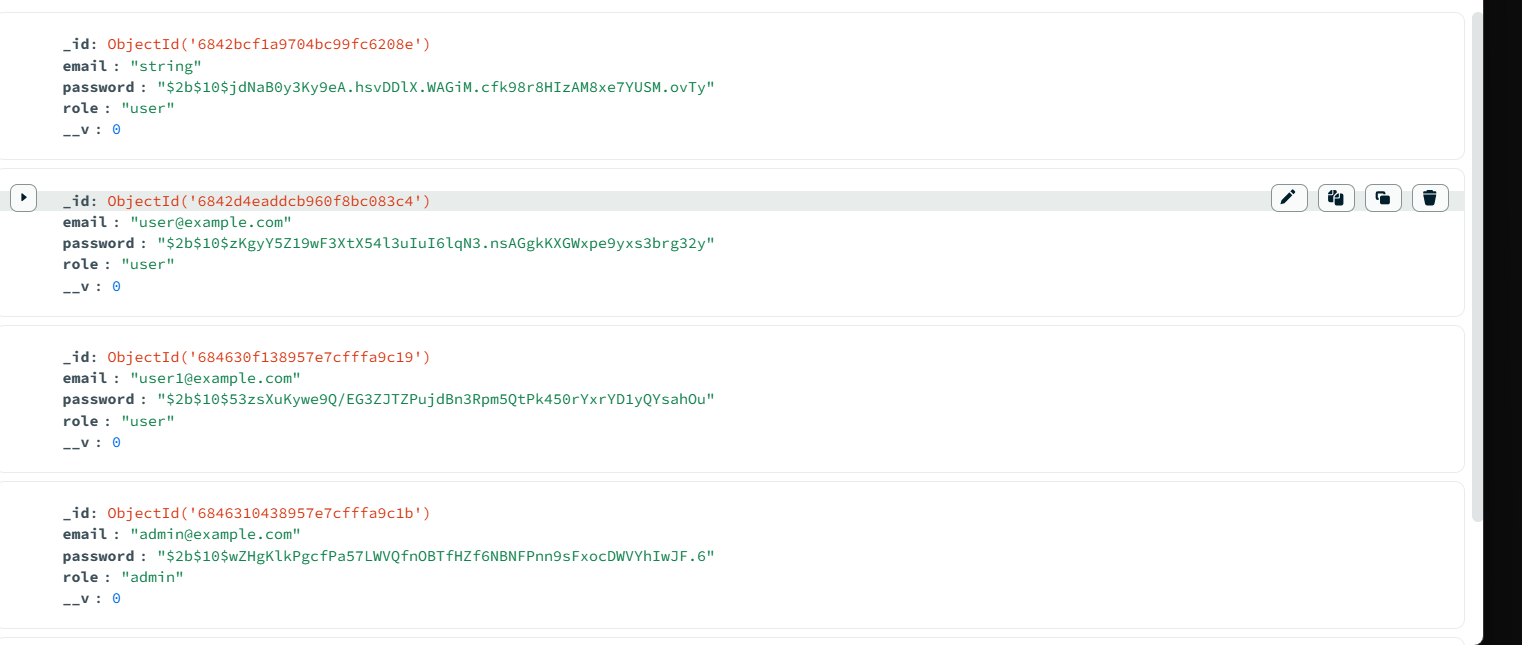 _id: ObjectId('6842bcf1a9704bc99fc6208e')
email : "string"
password : "$2b$10$jdNaB0y3Ky9eA.hsvDDlX.WAGiM.cfk98r8HIzAM8xe7YUSM.ovTy"
role : "user"
__v : 0
_id: ObjectId('6842d4eaddcb960f8bc083c4')
email : "user@example.com"
password : "$2b$10$zKgyY5Z19wF3XtX54l3uIuI6lqN3.nsAGgkKXGWxpe9yxs3brg32y"
role : "user"
__v : 0
_id: ObjectId('684630f138957e7cfffa9c19')
email : "user1@example.com"
password : "$2b$10$53zsXuKywe9Q/EG3ZJTZPujdBn3Rpm5QtPk450rYxrYD1yQYsahOu"
role : "user"
__v : 0
_id: ObjectId('6846310438957e7cfffa9c1b')
email : "admin@example.com"
password : "$2b$10$wZHgKlkPgcfPa57LWVQfnOBTfHZf6NBNFPnn9sFxocDWVYhIwJF.6"
role : "admin"
__v : 0